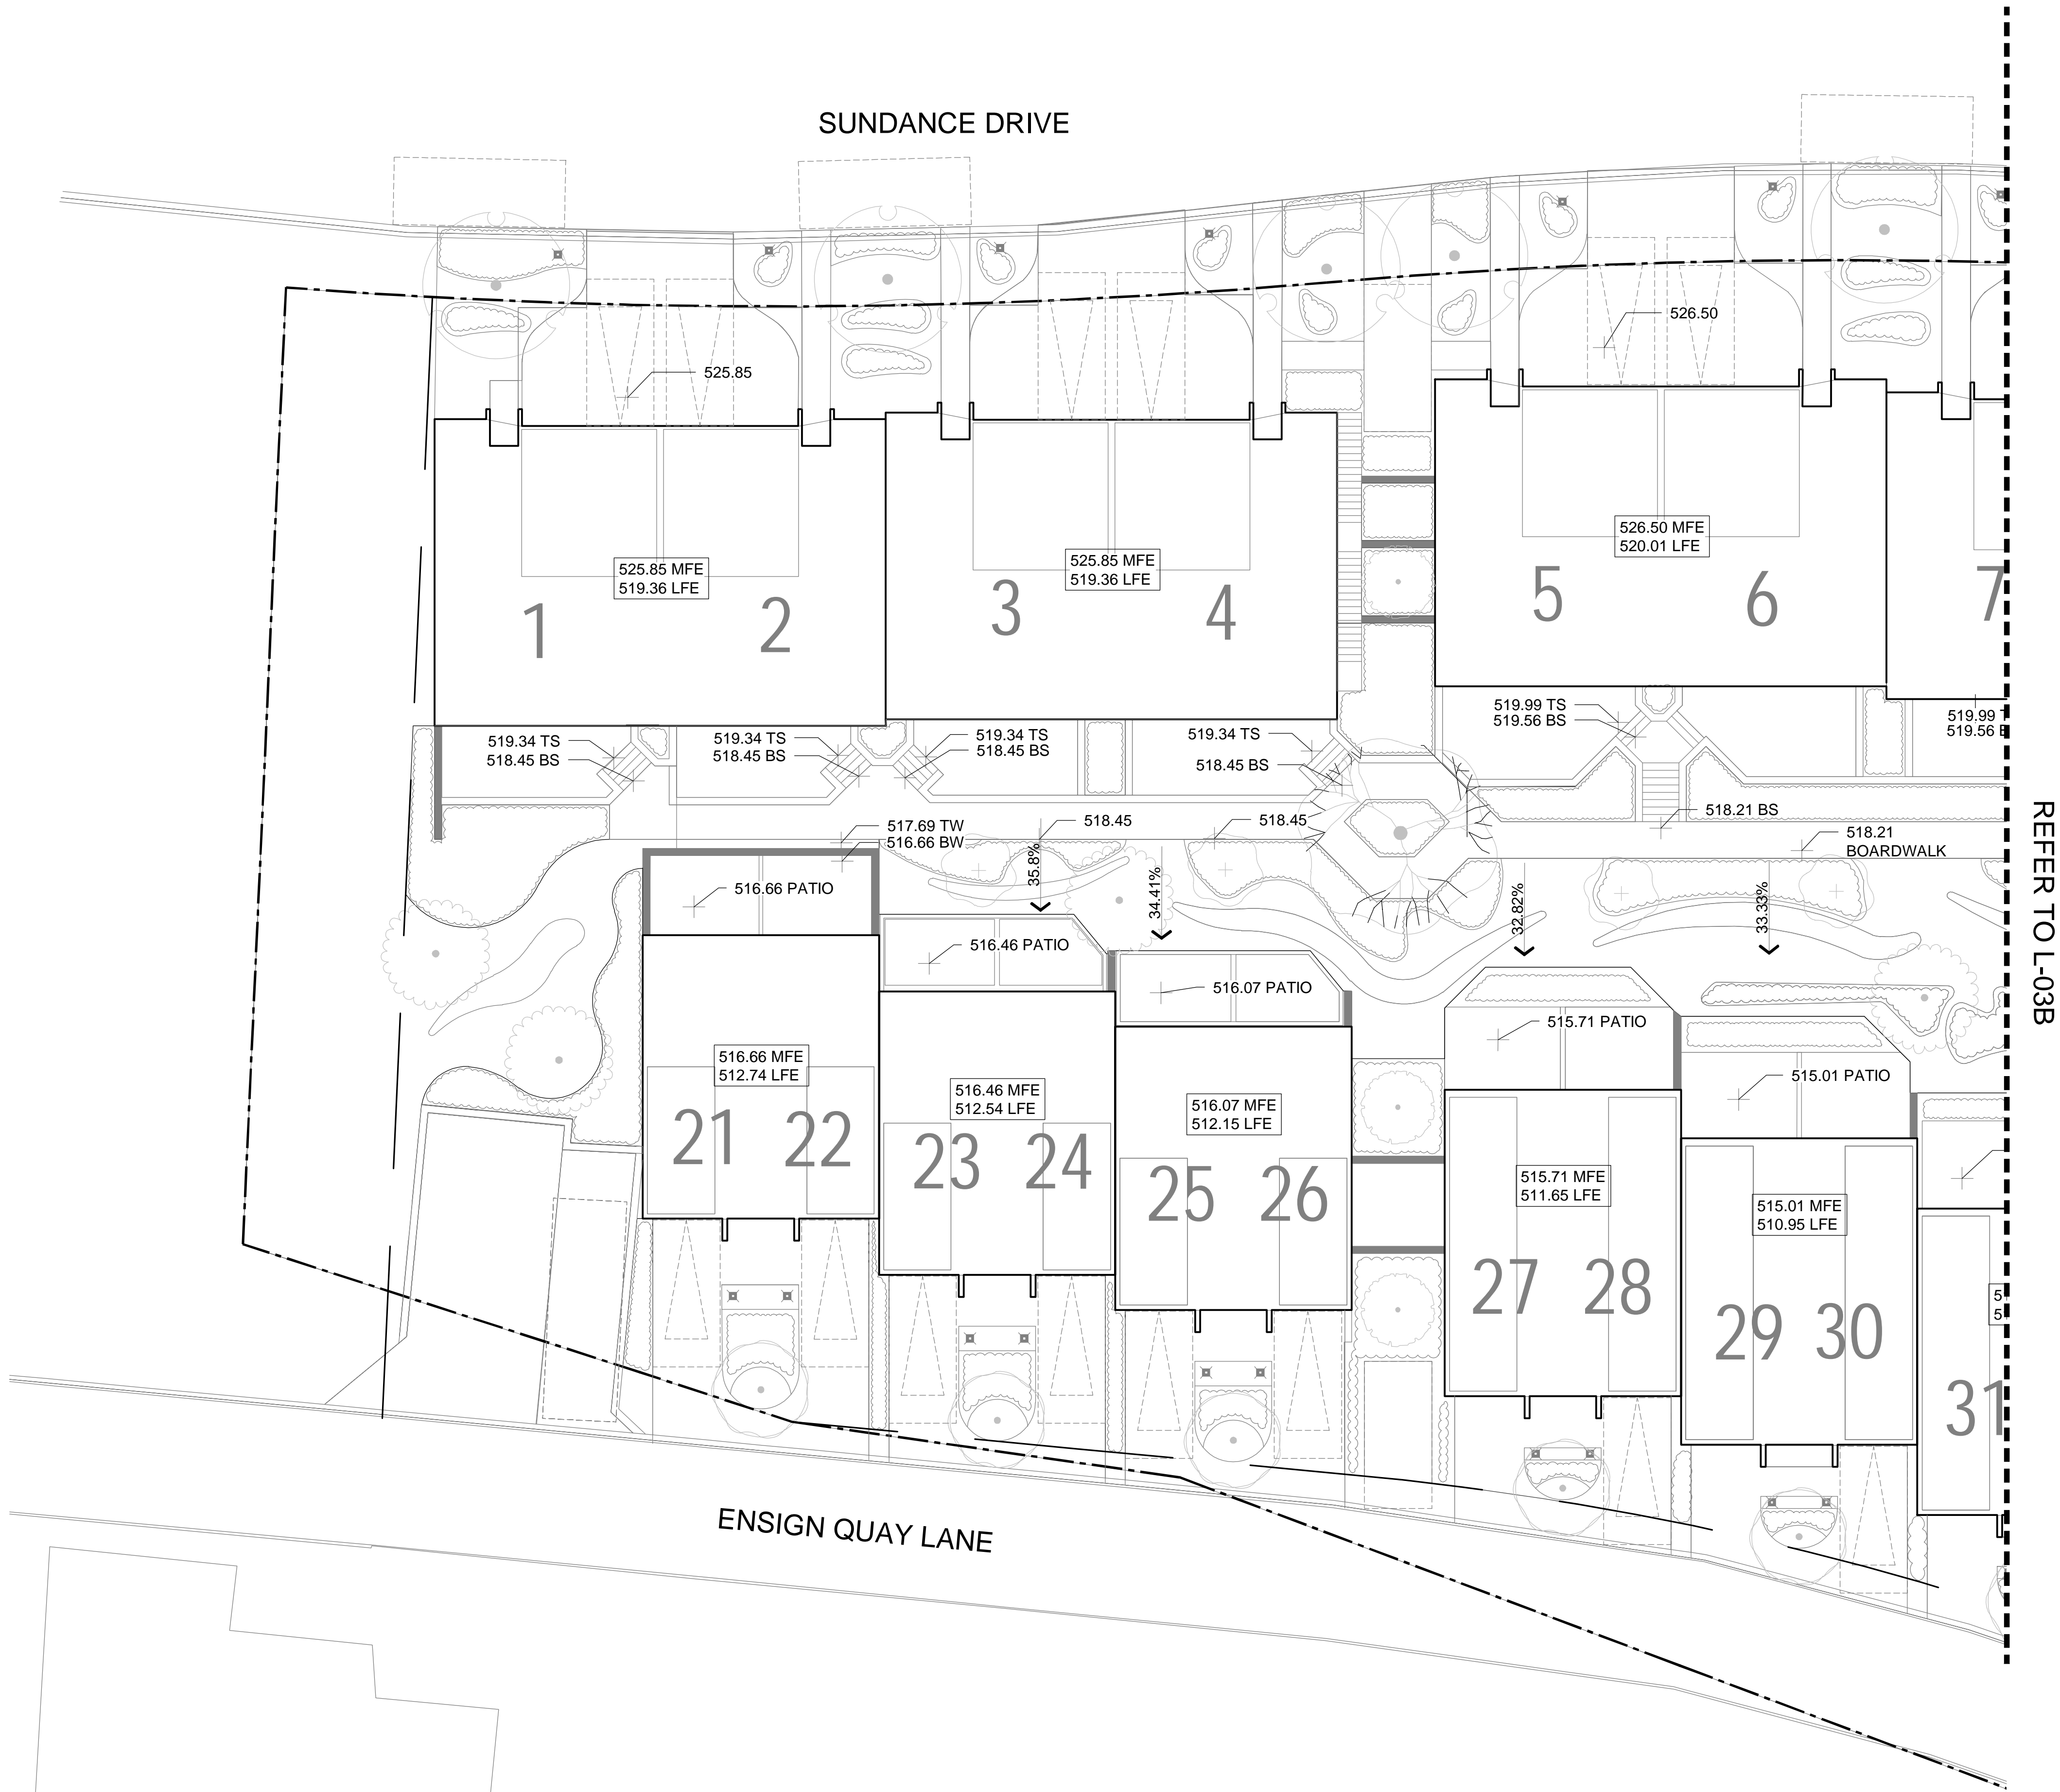 SUNDANCE DRIVE
526.50
525.85
526.50 MFE
520.01 LFE
525.85 MFE
519.36 LFE
525.85 MFE
519.36 LFE
1
2
3
4
5
6
7
519.34 TS
518.45 BS
519.34 TS
518.45 BS
519.34 TS
518.45 BS
519.34 TS
518.45 BS
519.99 TS
519.56 BS
519.99
519.56
518.21 BS
518.21
BOARDWALK
517.69 TW
516.66 BW
518.45
518.45
35.8%
34.41%
32.82%
33.33%
516.66 PATIO
516.46 PATIO
516.07 PATIO
515.71 PATIO
515.01 PATIO
516.66 MFE
512.74 LFE
516.46 MFE
512.54 LFE
516.07 MFE
512.15 LFE
515.71 MFE
511.65 LFE
515.01 MFE
510.95 LFE
21
22
23
24
25
26
27
28
29
30
31
ENSIGN QUAY LANE
REFER TO L-03B